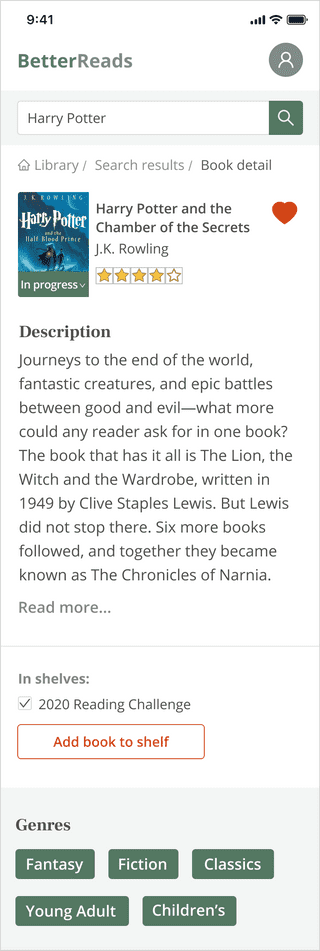 9:41
BetterReads
Harry Potter
Library / Search results / Book detail
J.K. ROWLING
Harry Potter
and the
Half-Blood Prince
In progress
Harry Potter and the
Chamber of the Secrets
J.K. Rowling
Description
Journeys to the end of the world,
fantastic creatures, and epic battles
between good and evil—what more
could any reader ask for in one book?
The book that has it all is The Lion, the
Witch and the Wardrobe, written in
1949 by Clive Staples Lewis. But Lewis
did not stop there. Six more books
followed, and together they became
known as The Chronicles of Narnia.
Read more...
In shelves:
2020 Reading Challenge
Add book to shelf
Genres
Fantasy
Fiction
Classics
Young Adult
Children’s